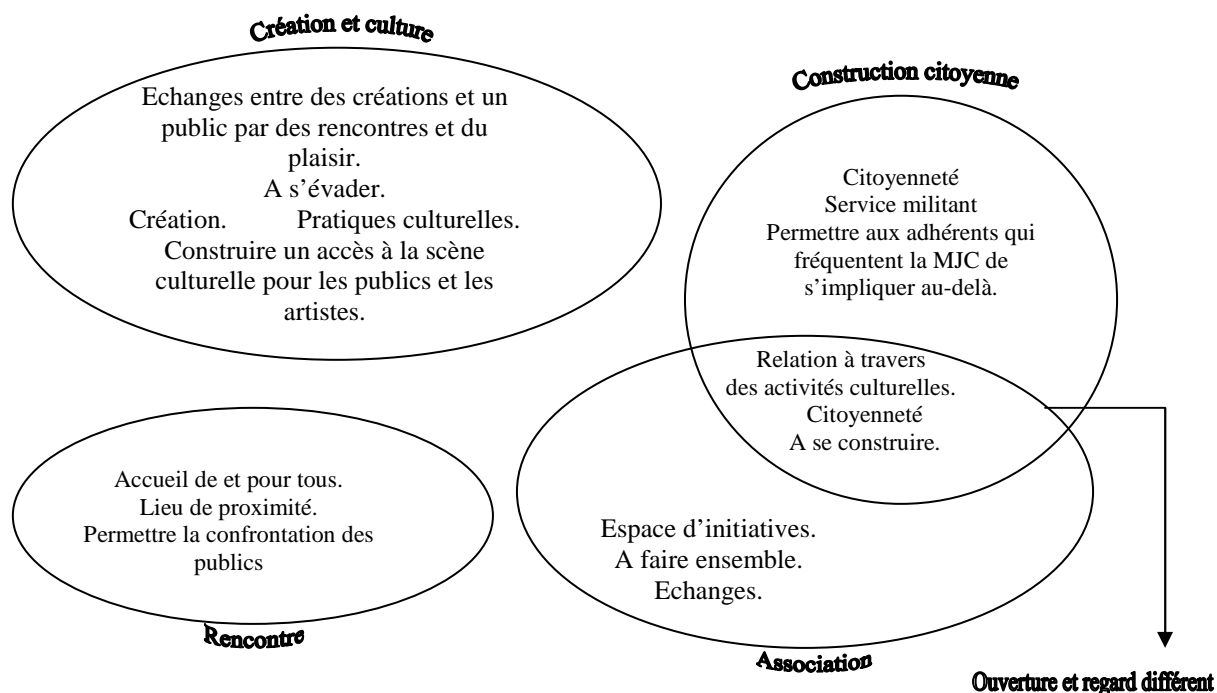 Création et culture
Echanges entre des créations et un
public par des rencontres et du
plaisir.
A s’évader.
Création. Pratiques culturelles.
Construire un accès à la scène
culturelle pour les publics et les
artistes.
Construction citoyenne
Citoyenneté
Service militant
Permettre aux adhérents qui
fréquentent la MJC de
s’impliquer au-delà.
Relation à travers
des activités culturelles.
Citoyenneté
A se construire.
Accueil de et pour tous.
Lieu de proximité.
Permettre la confrontation des
publics
Rencontre
Espace d’initiatives.
A faire ensemble.
Echanges.
Association
Ouverture et regard différent